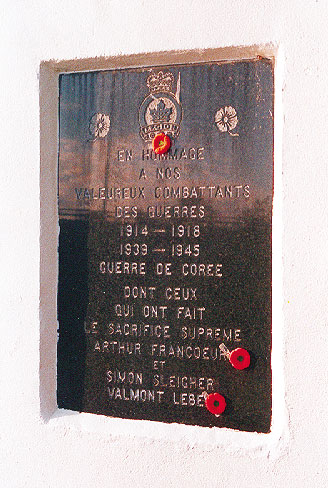 LEGION
EN HOMMAGE
A NOS
VALEUREUX COMBATTANTS
DES GUERRES
1914 — 1918
1939 — 1945
GUERRE DE COREE
DONT CEUX
QUI ONT FAIT
LE SACRIFICE SUPREME
ARTHUR FRANCOEUR
ET
SIMON SLEIGHER
VALMONT